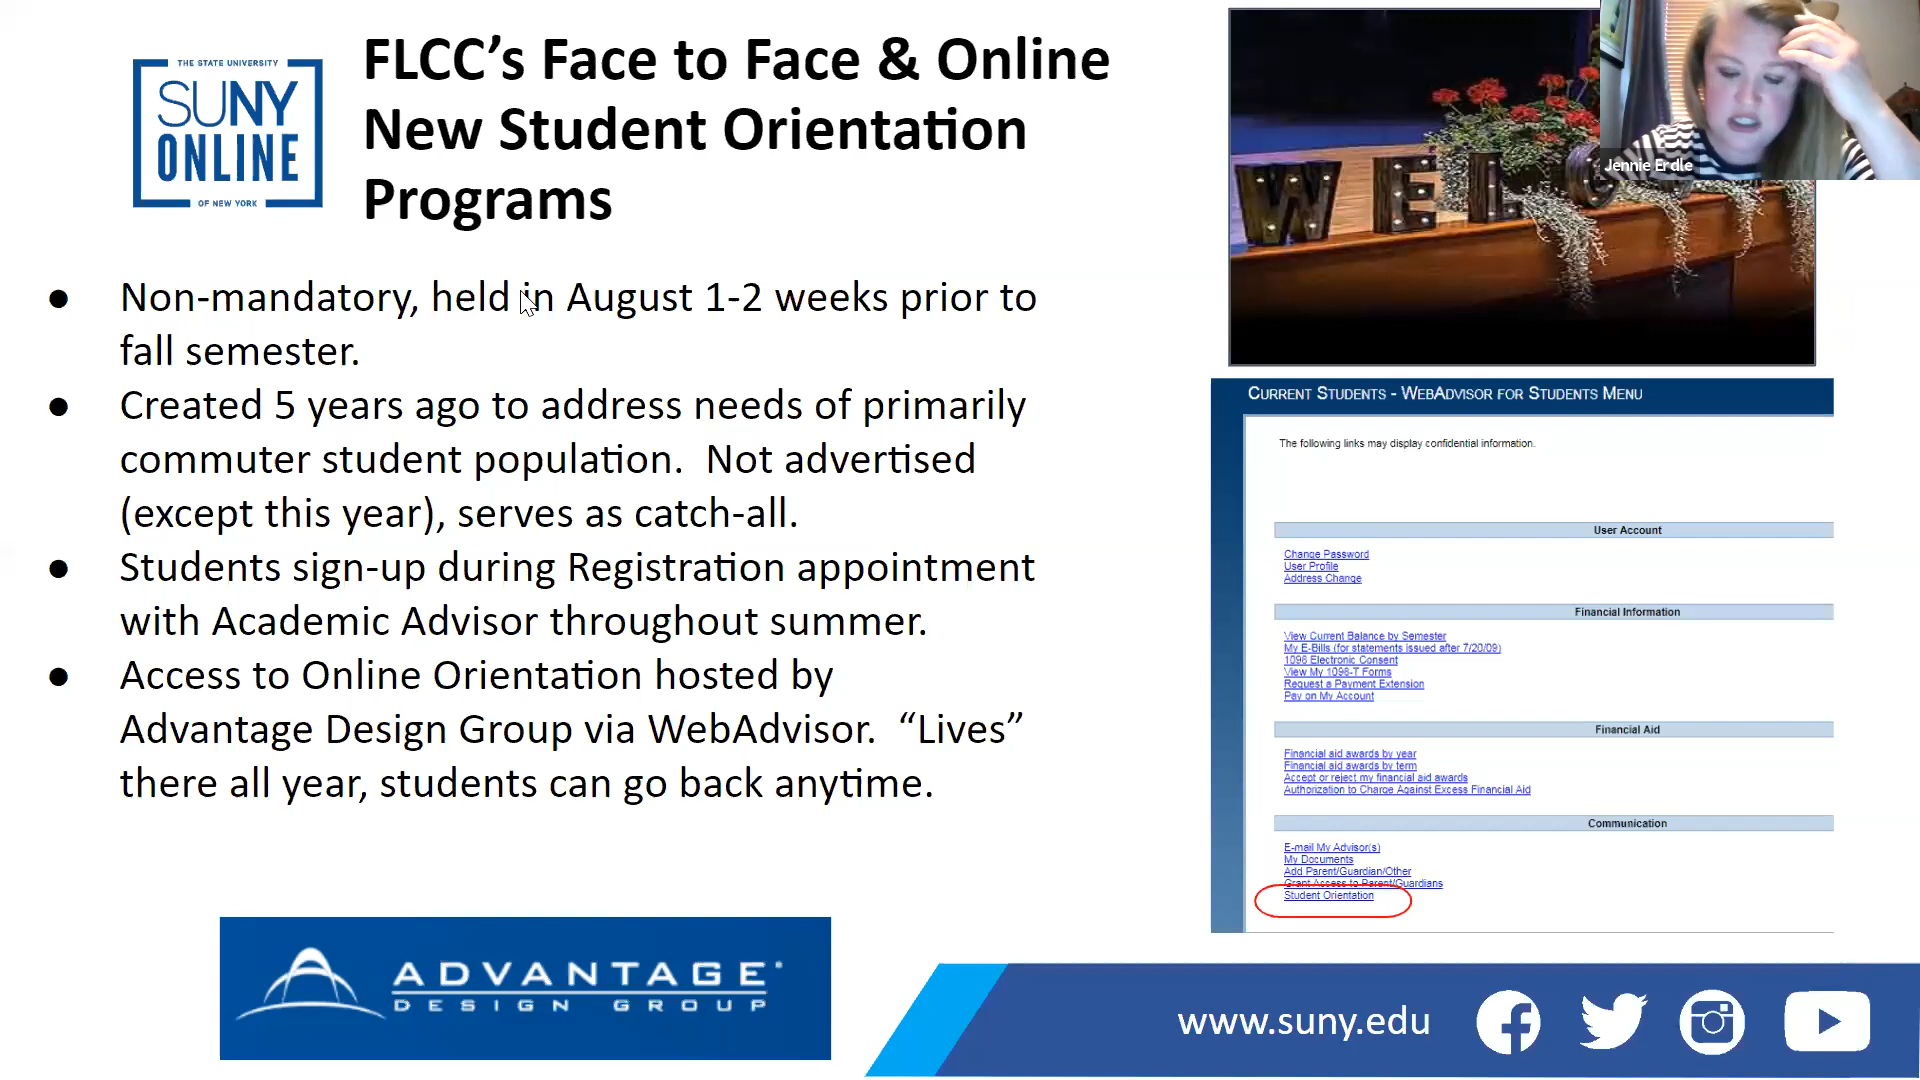 THE STATE UNIVERSITY
SUNY
ONLINE
OF NEW YORK
FLCC’s Face to Face & Online
New Student Orientation
Programs
● Non-mandatory, held in August 1-2 weeks prior to
fall semester.
● Created 5 years ago to address needs of primarily
commuter student population.  Not advertised
(except this year), serves as catch-all.
● Students sign-up during Registration appointment
with Academic Advisor throughout summer.
● Access to Online Orientation hosted by
Advantage Design Group via WebAdvisor.  “Lives”
there all year, students can go back anytime.
ADVANTAGE
DESIGN GROUP
WEL
Jennie Erdle
CURRENT STUDENTS - WEBADVISOR FOR STUDENTS MENU
The following links may display confidential information.
User Account
Change Password
User Profile
Address Change
Financial Information
View Current Balance by Semester
My E-Bills (for statements issued after 7/20/09)
1098 Electronic Consent
View My 1098-T Forms
Request a Payment Extension
Pay on My Account
Financial Aid
Financial aid awards by year
Financial aid awards by term
Accept or reject my financial aid awards
Authorization to Charge Against Excess Financial Aid
Communication
E-mail My Advisor(s)
My Documents
Add Parent/Guardian/Other
Grant Access to Parent/Guardians
Student Orientation
www.suny.edu